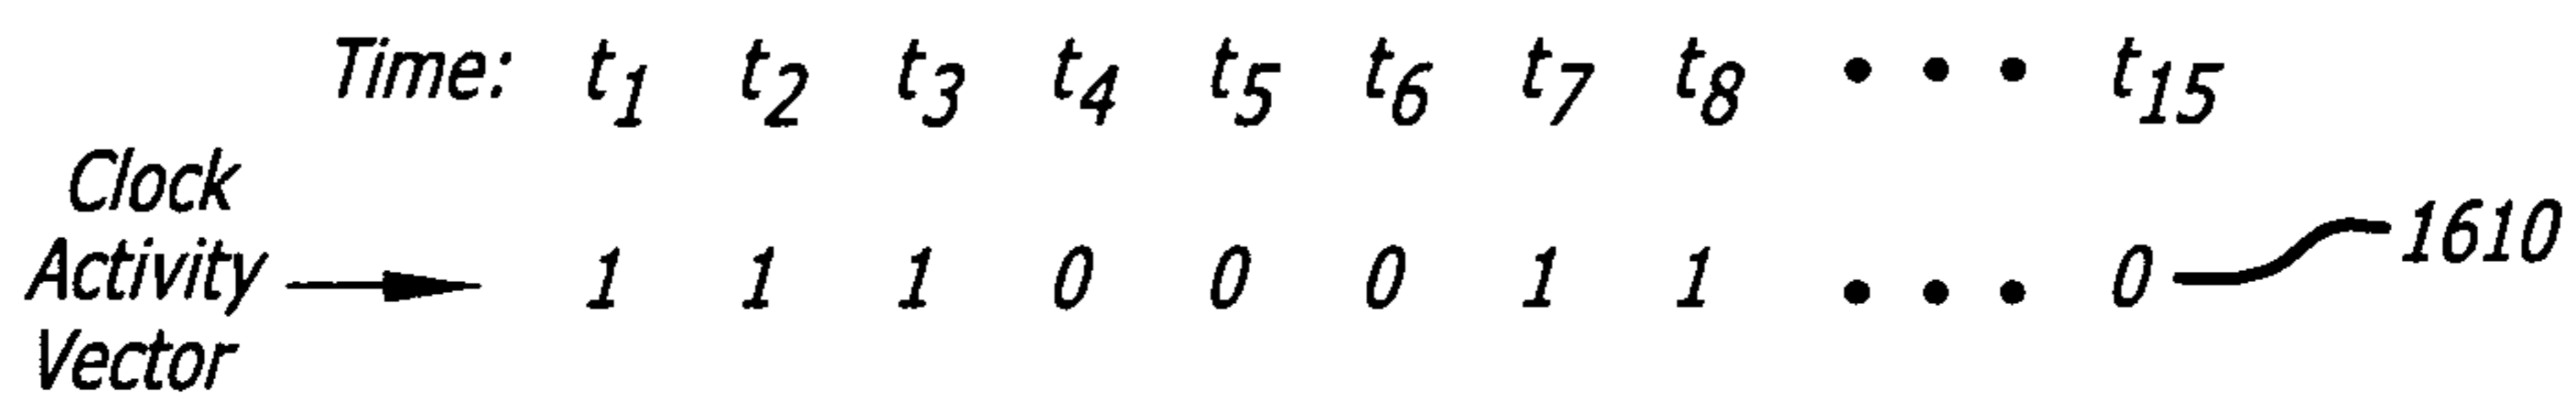 Time: t1 t2 t3 t4 t5 t6 t7 t8 • • • t15
Clock
Activity 1 1 1 0 0 0 1 1 • • • 0 1610
Vector